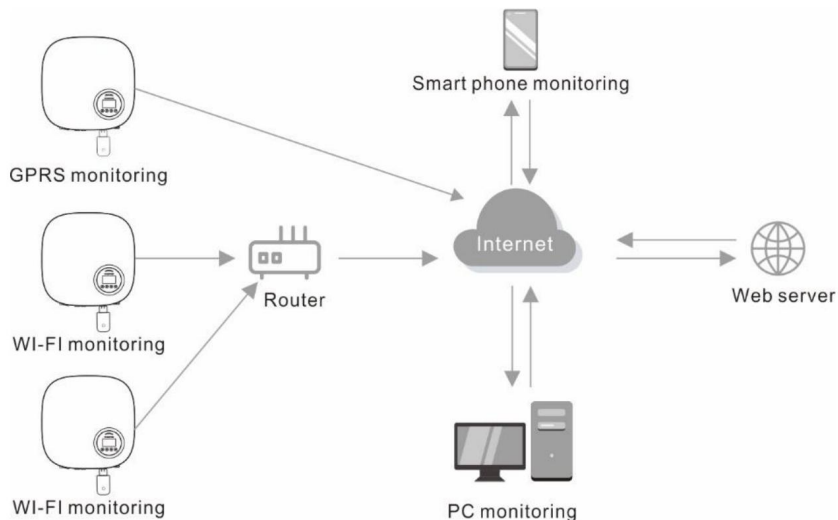 Smart phone monitoring
GPRS monitoring
Internet
Router
Web server
WI-FI monitoring
WI-FI monitoring
PC monitoring